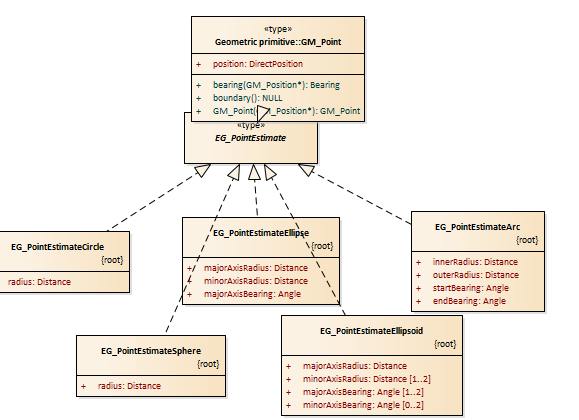 «type»
Geometric primitive::GM_Point
+ position: DirectPosition
+ bearing(GM_Position*): Bearing
+ boundary(): NULL
+ GM_Point(GM_Position*): GM_Point
«type»
EG_PointEstimate
EG_PointEstimateCircle
{root}
radius: Distance
EG_PointEstimateEllipse
{root}
+ majorAxisRadius: Distance
+ minorAxisRadius: Distance
+ majorAxisBearing: Angle
EG_PointEstimateArc
{root}
+ innerRadius: Distance
+ outerRadius: Distance
+ startBearing: Angle
+ endBearing: Angle
EG_PointEstimateSphere
{root}
+ radius: Distance
EG_PointEstimateEllipsoid
{root}
+ majorAxisRadius: Distance
+ minorAxisRadius: Distance [1..2]
+ majorAxisBearing: Angle [1..2]
+ minorAxisBearing: Angle [0..2]